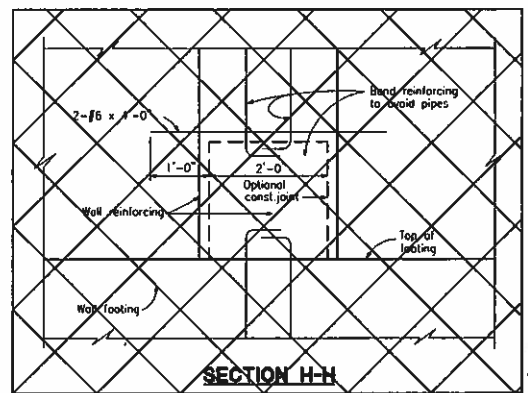 Bend reinforcing
to avoid pipes
2-#6 x 4'-0"
1'-0"
2'-0"
Optional
const. joint
Wall reinforcing
Top of
footing
Wall footing
SECTION H-H